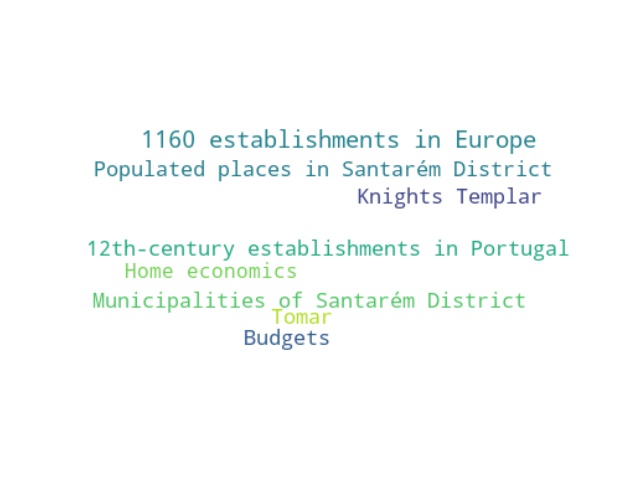 1160 establishments in Europe
Populated places in Santarém District
Knights Templar
12th-century establishments in Portugal
Home economics
Municipalities of Santarém District
Tomar
Budgets